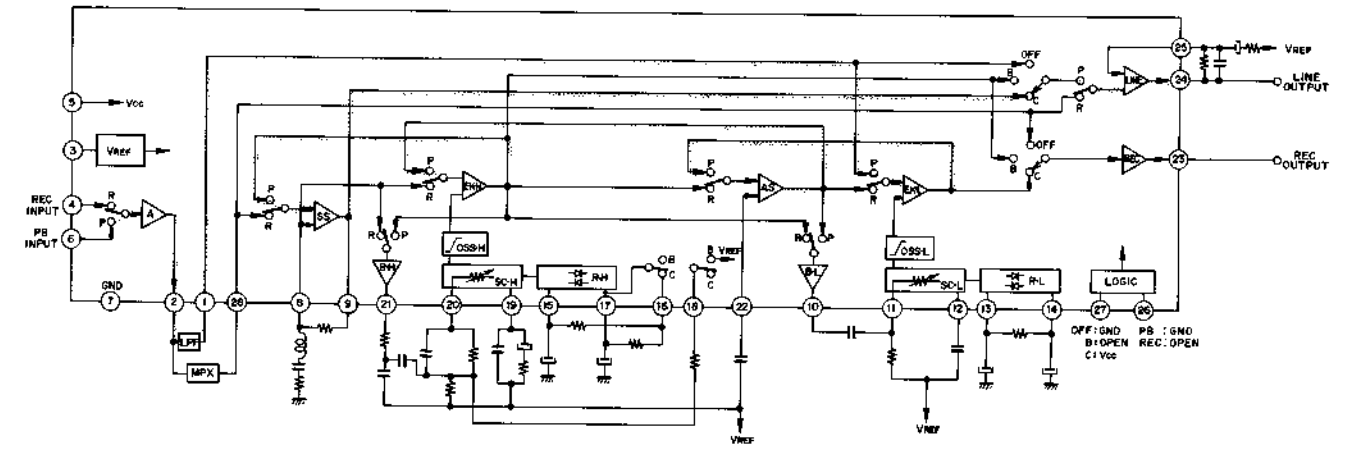 OFF
25
VREF
B
P
LINE
24
LINE OUTPUT
C
R
5
Vcc
3
VREF
OFF
B
REC
23
REC OUTPUT
C
P
P
ENH
R
P
AS
R
P
R
REC INPUT
4
R
A
P
PB INPUT
6
P
SS
R
R
P
R
P
OSS·H
OSS·L
B
VREF
B
C
C
SC·H
R·H
B·L
SC·L
R·L
LOGIC
GND
7
2
1
28
8
9
21
20
19
15
17
16
18
22
10
11
12
13
14
27
26
OFF:GND
B:OPEN
C:Vcc
PB :GND
REC:OPEN
LPF
MPX
VREF
VREF